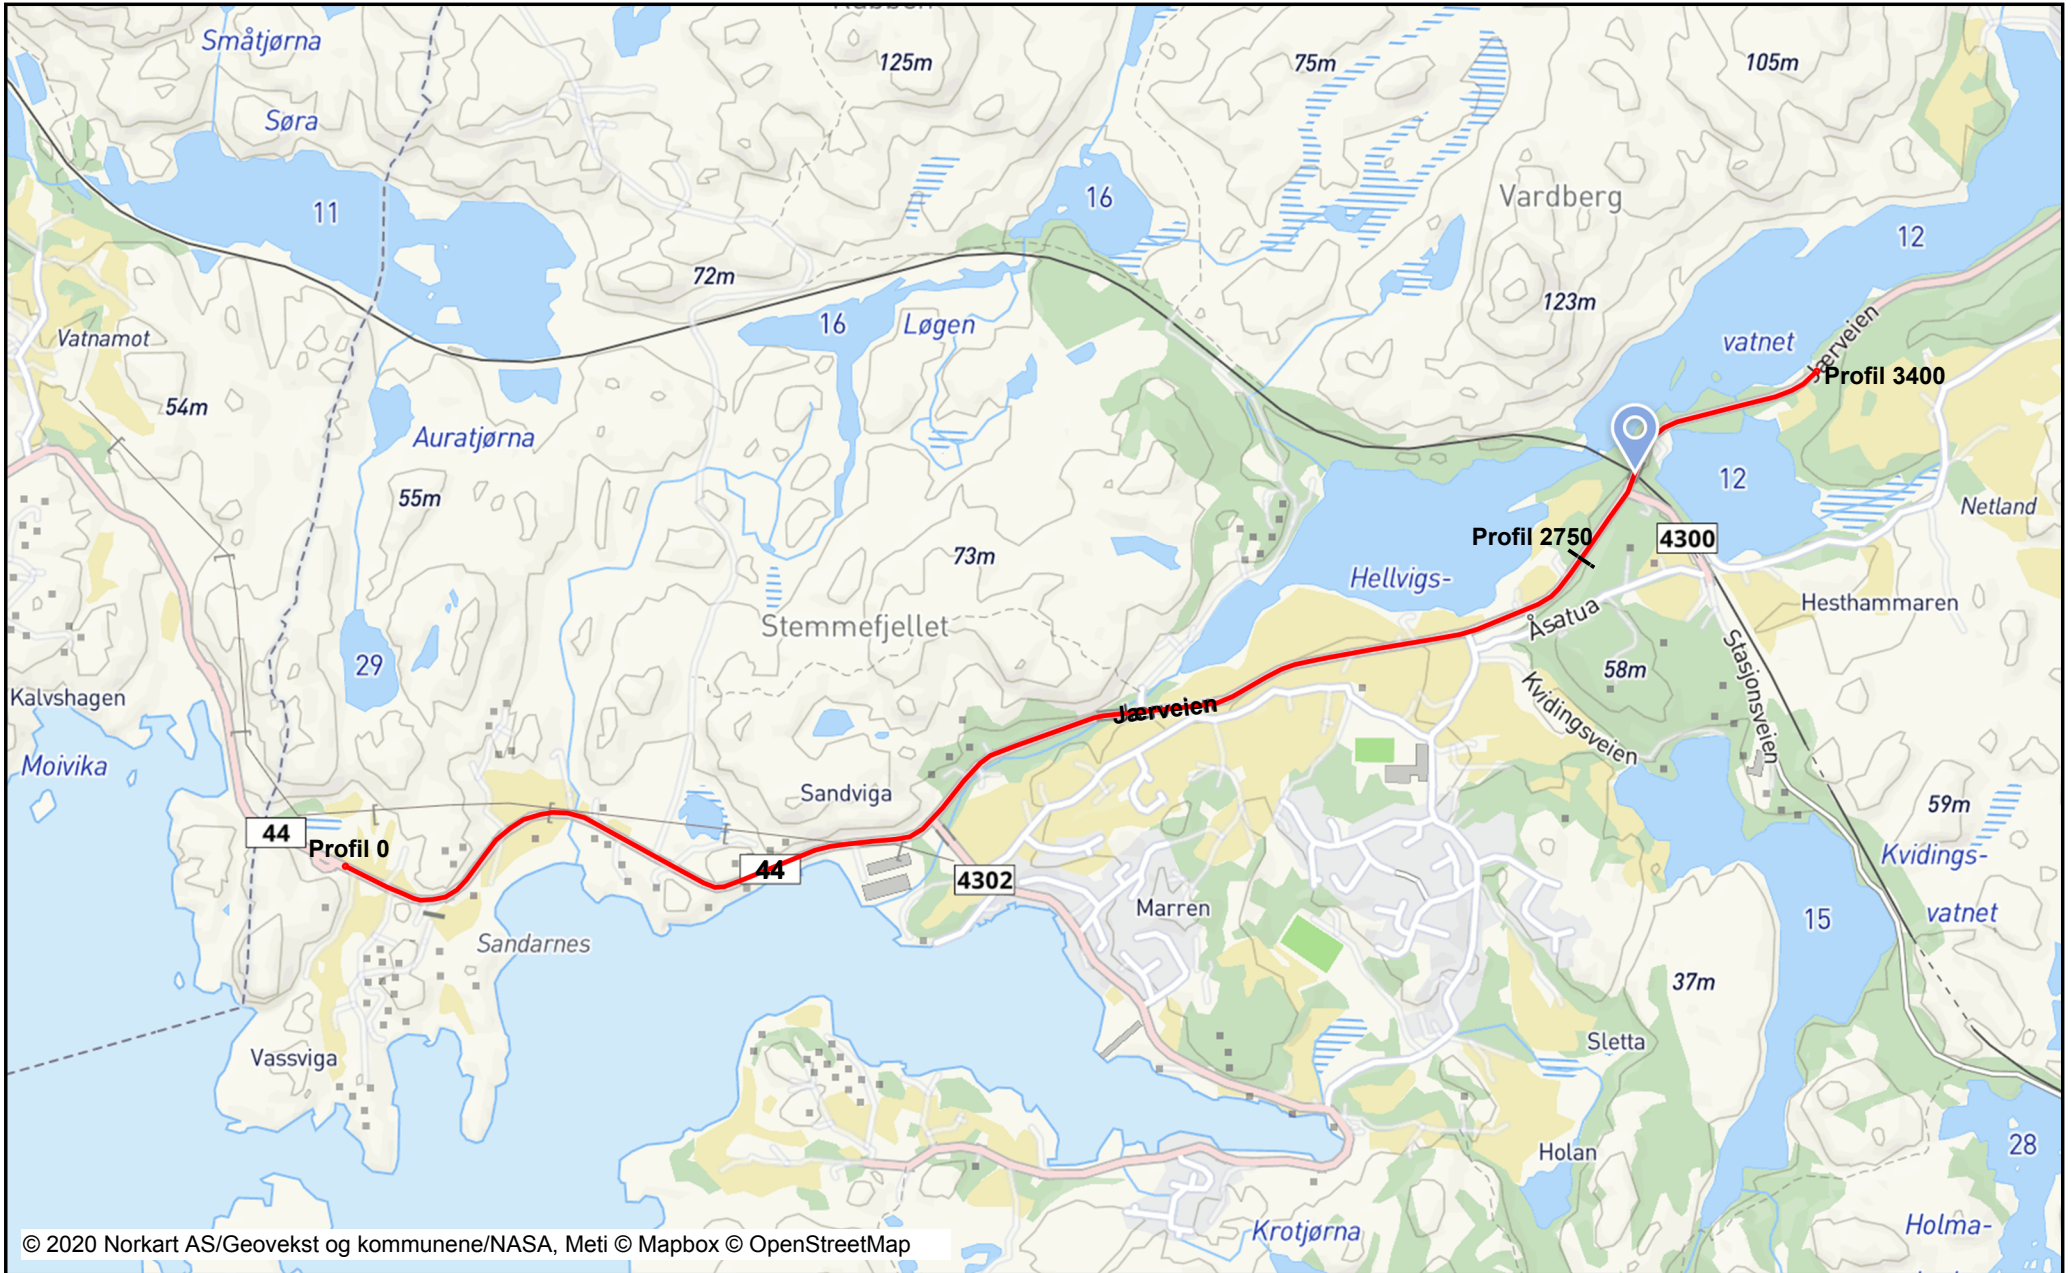 Småtjørna
125m
75m
105m
Søra
11
16
Vardberg
12
72m
123m
16
Løgen
Vatnamot
vatnet
Jærveien
Profil 3400
54m
Auratjørna
55m
12
Netland
Profil 2750
4300
73m
Hellvigs-
Hesthammaren
Stemmefjellet
Åsatua
29
58m
Stasjonsveien
Kalvshagen
Kvidingsveien
Jærveien
Moivika
Sandviga
59m
44
Profil 0
44
4302
Kvidings-
vatnet
Marren
15
Sandarnes
37m
Vassviga
Sletta
Holan
28
Krotjørna
Holma-
© 2020 Norkart AS/Geovekst og kommunene/NASA, Meti © Mapbox © OpenStreetMap